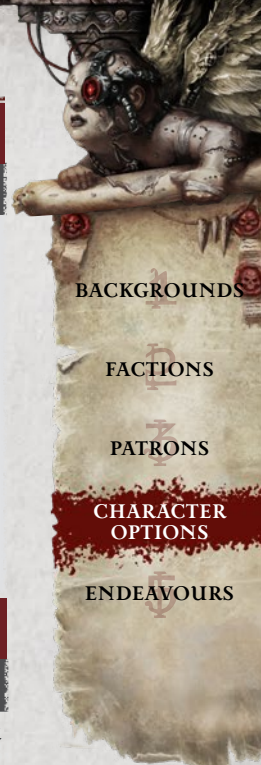 BACKGROUNDS
FACTIONS
PATRONS
CHARACTER
OPTIONS
ENDEAVOURS